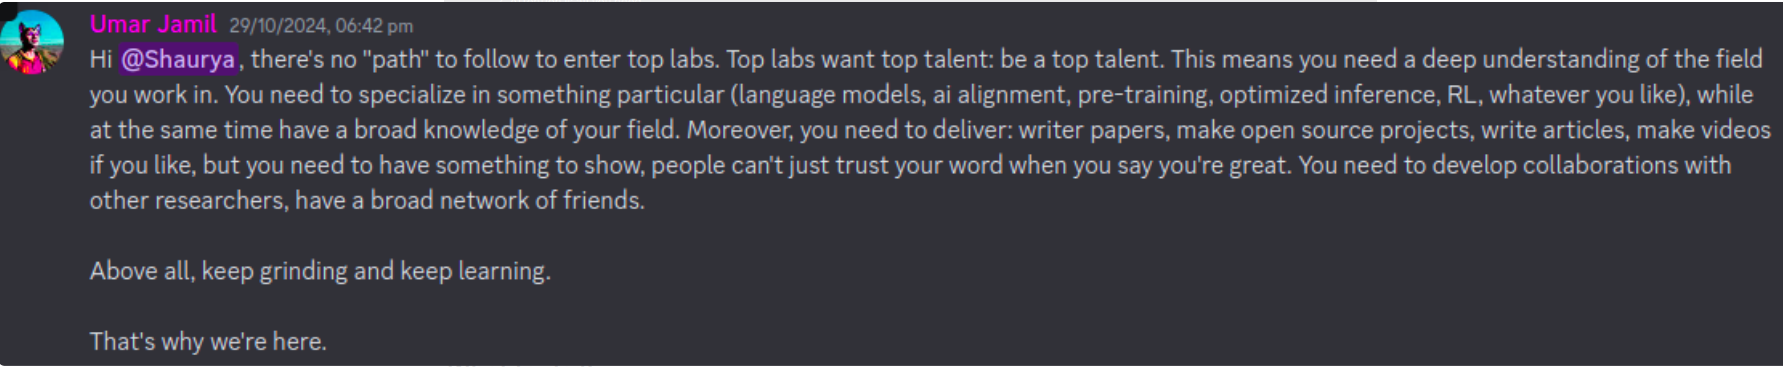 Umar Jamil 29/10/2024, 06:42 pm
Hi @Shaurya, there's no "path" to follow to enter top labs. Top labs want top talent: be a top talent. This means you need a deep understanding of the field
you work in. You need to specialize in something particular (language models, ai alignment, pre-training, optimized inference, RL, whatever you like), while
at the same time have a broad knowledge of your field. Moreover, you need to deliver: writer papers, make open source projects, write articles, make videos
if you like, but you need to have something to show, people can't just trust your word when you say you're great. You need to develop collaborations with
other researchers, have a broad network of friends.
Above all, keep grinding and keep learning.
That's why we're here.